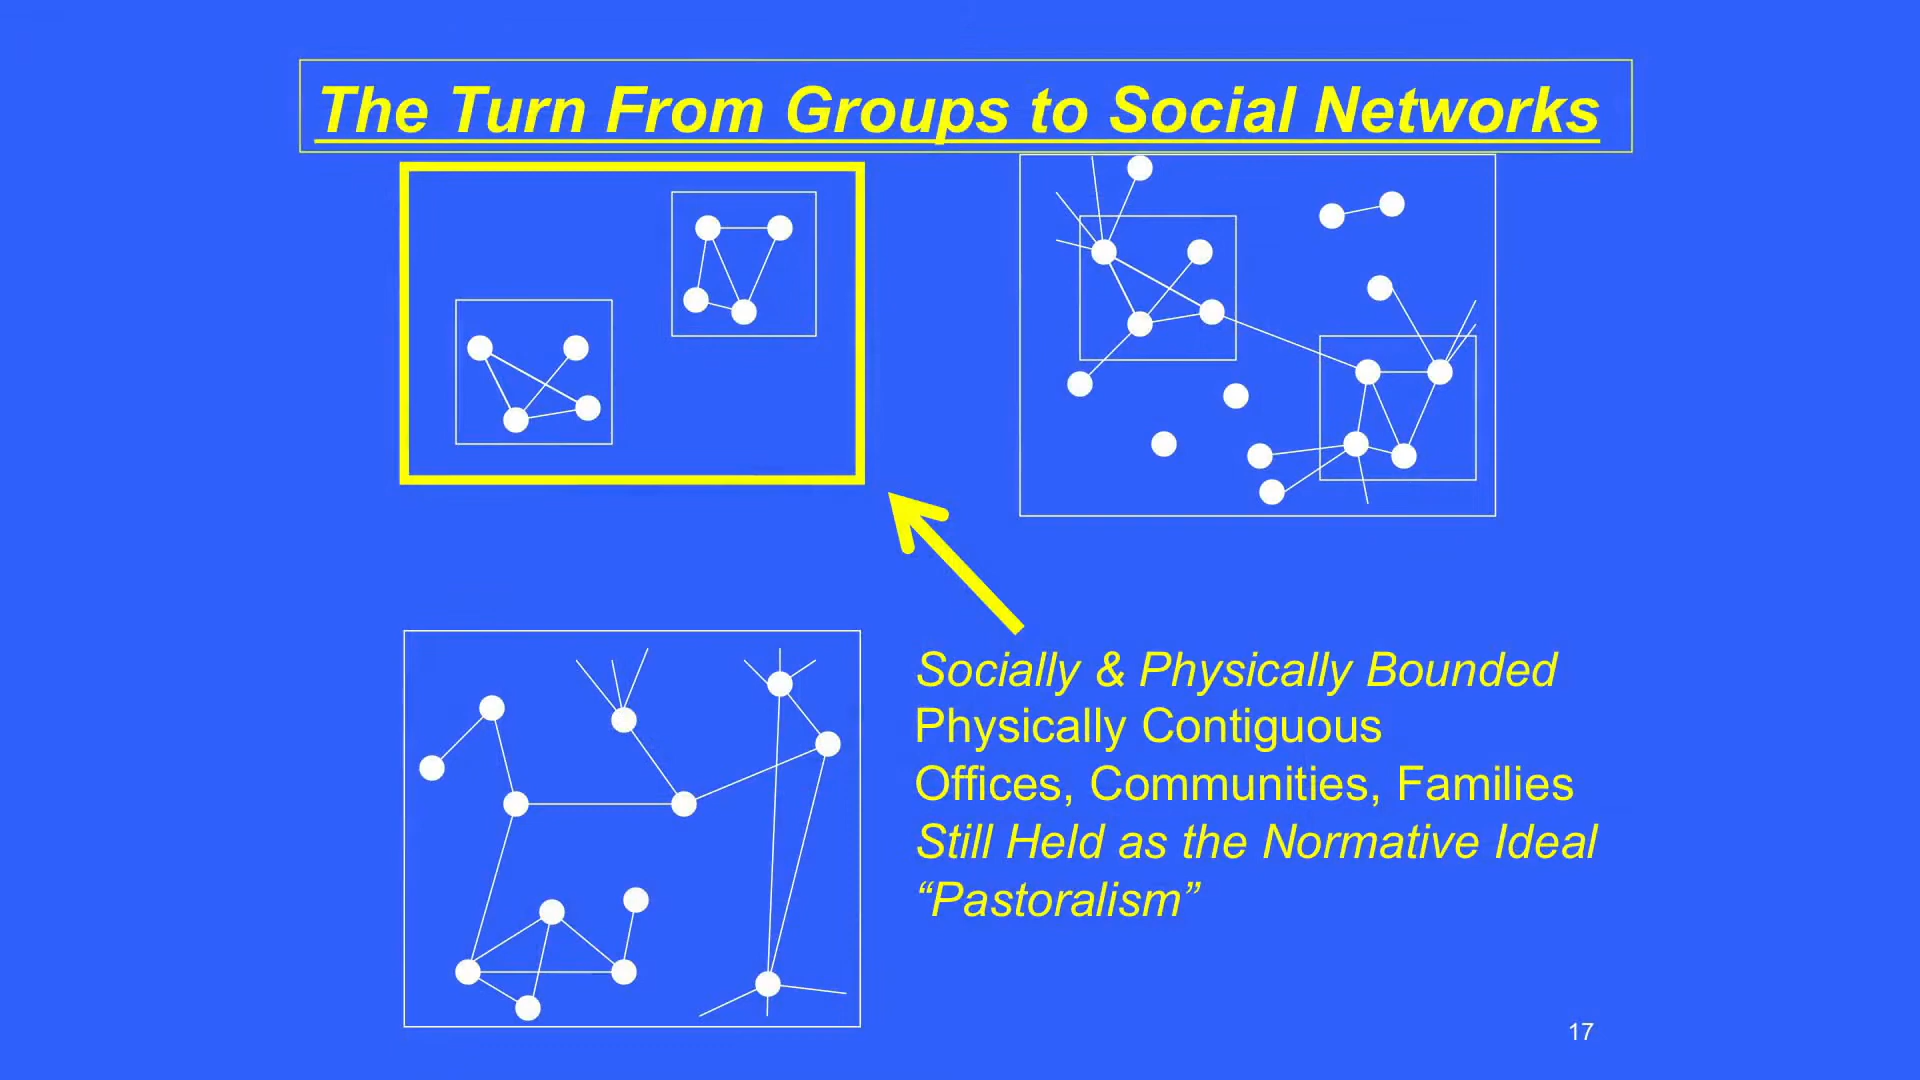 The Turn From Groups to Social Networks
Socially & Physically Bounded
Physically Contiguous
Offices, Communities, Families
Still Held as the Normative Ideal
“Pastoralism”
17